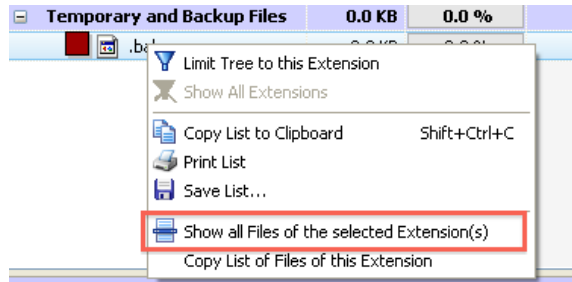 Temporary and Backup Files 0.0 KB 0.0 %
Limit Tree to this Extension
Show All Extensions
Copy List to Clipboard Shift+Ctrl+C
Print List
Save List...
Show all Files of the selected Extension(s)
Copy List of Files of this Extension